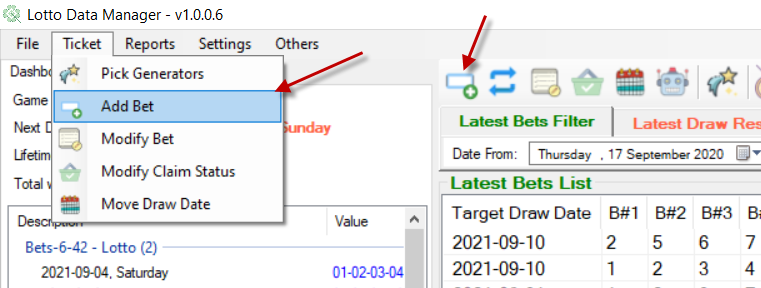 Lotto Data Manager - v1.0.0.6
File Ticket Reports Settings Others
Pick Generators
Add Bet
Modify Bet
Modify Claim Status
Move Draw Date
Game
Next D
Sunday
Total w
Description Value
Bets-6-42 - Lotto (2)
2021-09-04, Saturday 01-02-03-04
Latest Bets Filter Latest Draw Res
Date From: Thursday , 17 September 2020
Latest Bets List
Target Draw Date B#1 B#2 B#3
2021-09-10 2 5 6 7
2021-09-10 1 2 3 4